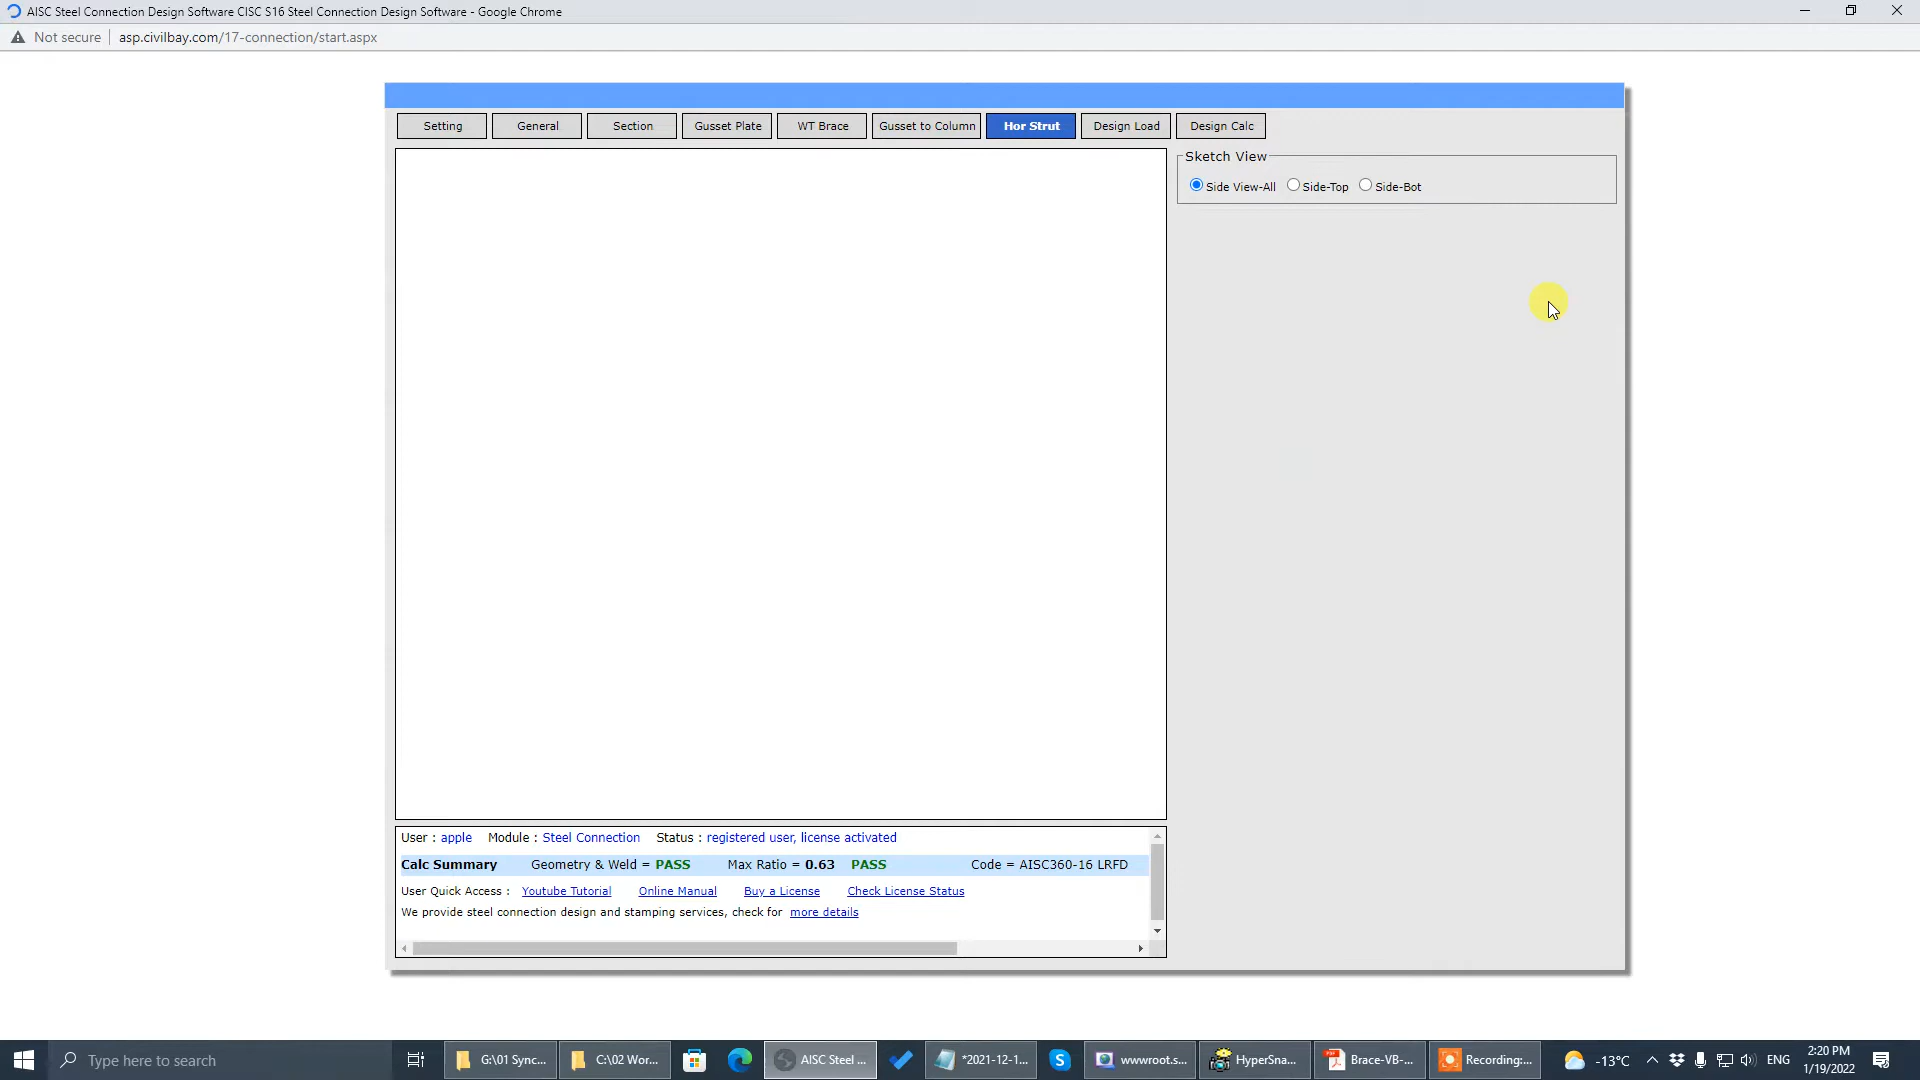 AISC Steel Connection Design Software CISC S16 Steel Connection Design Software - Google Chrome
Not secure asp.civilbay.com/17-connection/start.aspx
Setting General Section Gusset Plate WT Brace Gusset to Column Hor Strut Design Load Design Calc
Sketch View
Side View-All Side-Top Side-Bot
User : apple Module : Steel Connection Status : registered user, license activated
Calc Summary Geometry & Weld = PASS Max Ratio = 0.63 PASS Code = AISC360-16 LRFD
User Quick Access : Youtube Tutorial Online Manual Buy a License Check License Status
We provide steel connection design and stamping services, check for more details
Type here to search G:\01 Sync... C:\02 Wor... AISC Steel ... *2021-12-1... wwwroot.s... HyperSna... Brace-VB-... Recording:... -13°C ENG 2:20 PM
1/19/2022